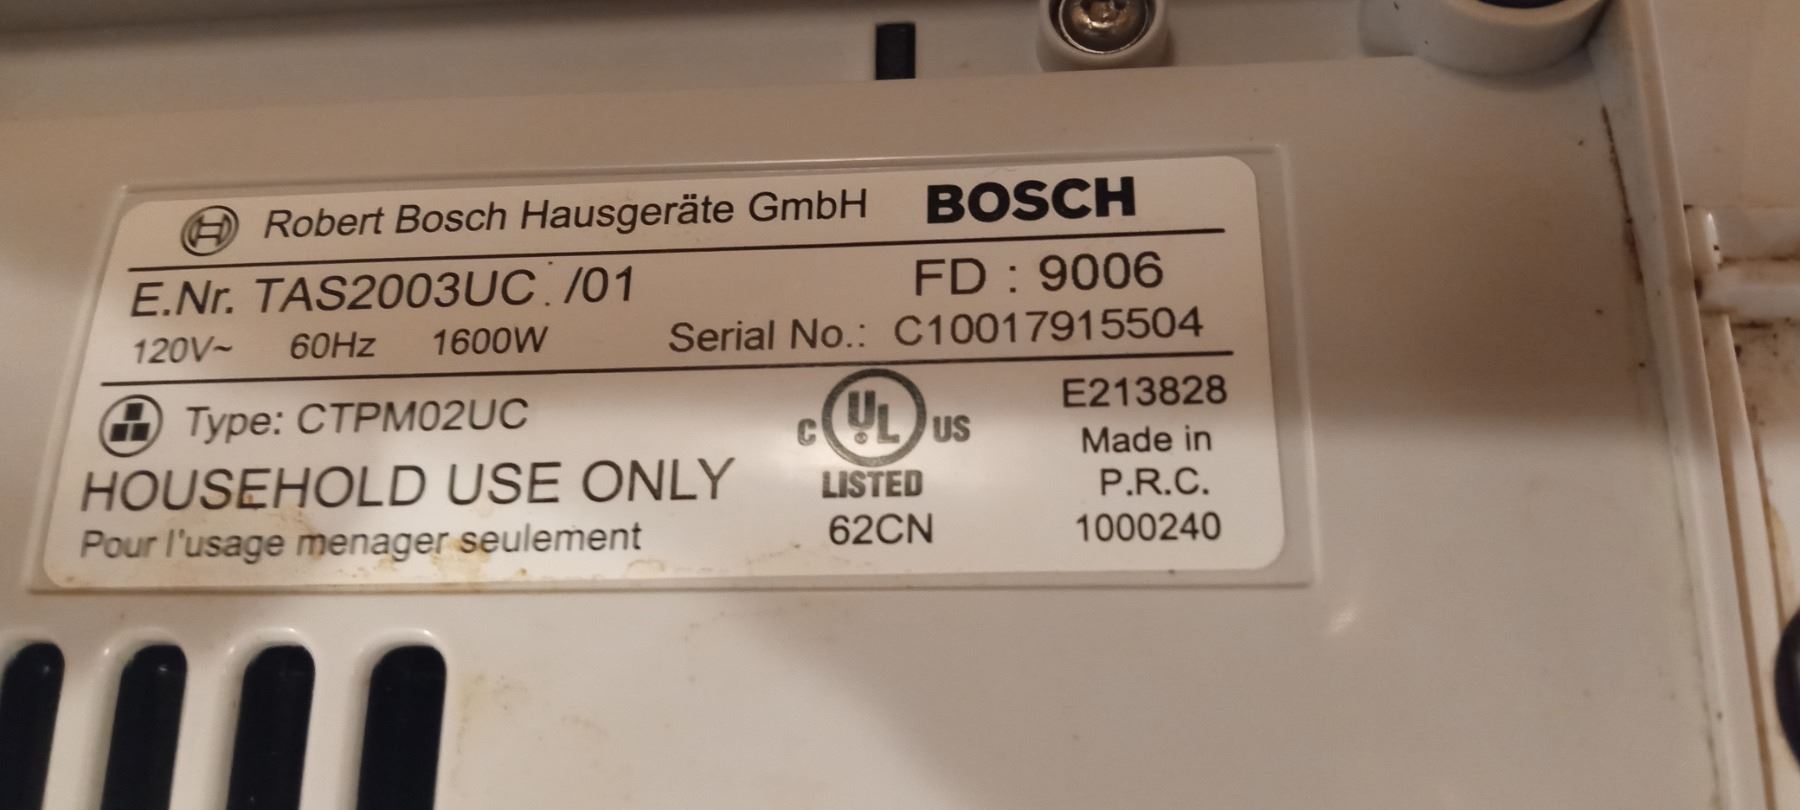 Robert Bosch Hausgeräte GmbH BOSCH
E.Nr. TAS2003UC /01 FD : 9006
120V~ 60Hz 1600W Serial No.: C10017915504
Type: CTPM02UC
HOUSEHOLD USE ONLY
Pour l'usage menager seulement
C UL US
LISTED
62CN
E213828
Made in
P.R.C.
1000240